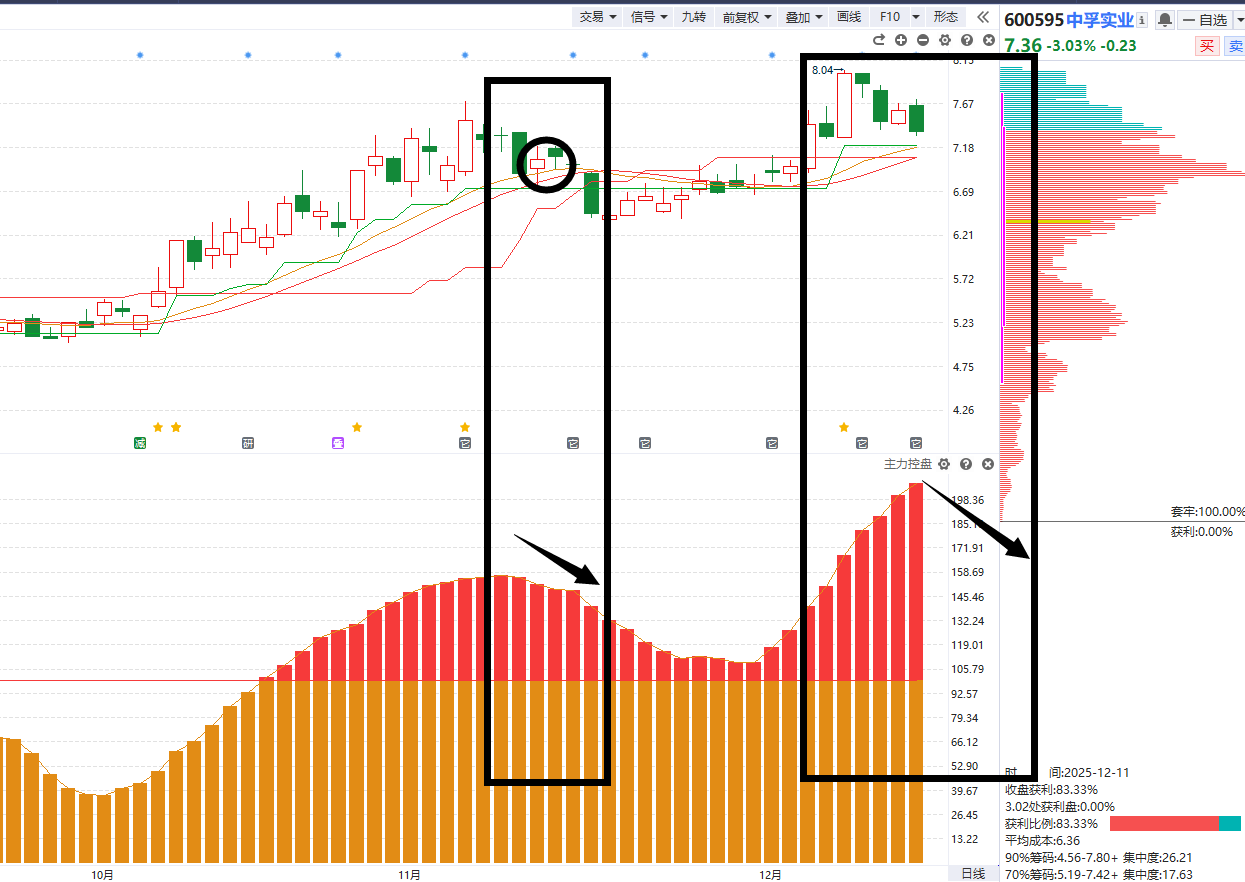 交易 信号 九转 前复权 叠加 画线 F10 形态
600595 中孚实业 i 自选
7.36 -3.03% -0.23 买 卖
8.04
7.67
7.18
6.69
6.21
5.72
5.23
4.75
4.26
减 研 它 它 它 它 它 它
主力控盘
198.36
套牢:100.00%
185.
获利:0.00%
171.91
158.69
145.46
132.24
119.01
105.79
92.57
79.34
66.12
52.90
39.67
26.45
13.22
时 间:2025-12-11
收盘获利:83.33%
3.02处获利盘:0.00%
获利比例:83.33%
平均成本:6.36
90%筹码:4.56-7.80+ 集中度:26.21
70%筹码:5.19-7.42+ 集中度:17.63
10月 11月 12月 日线